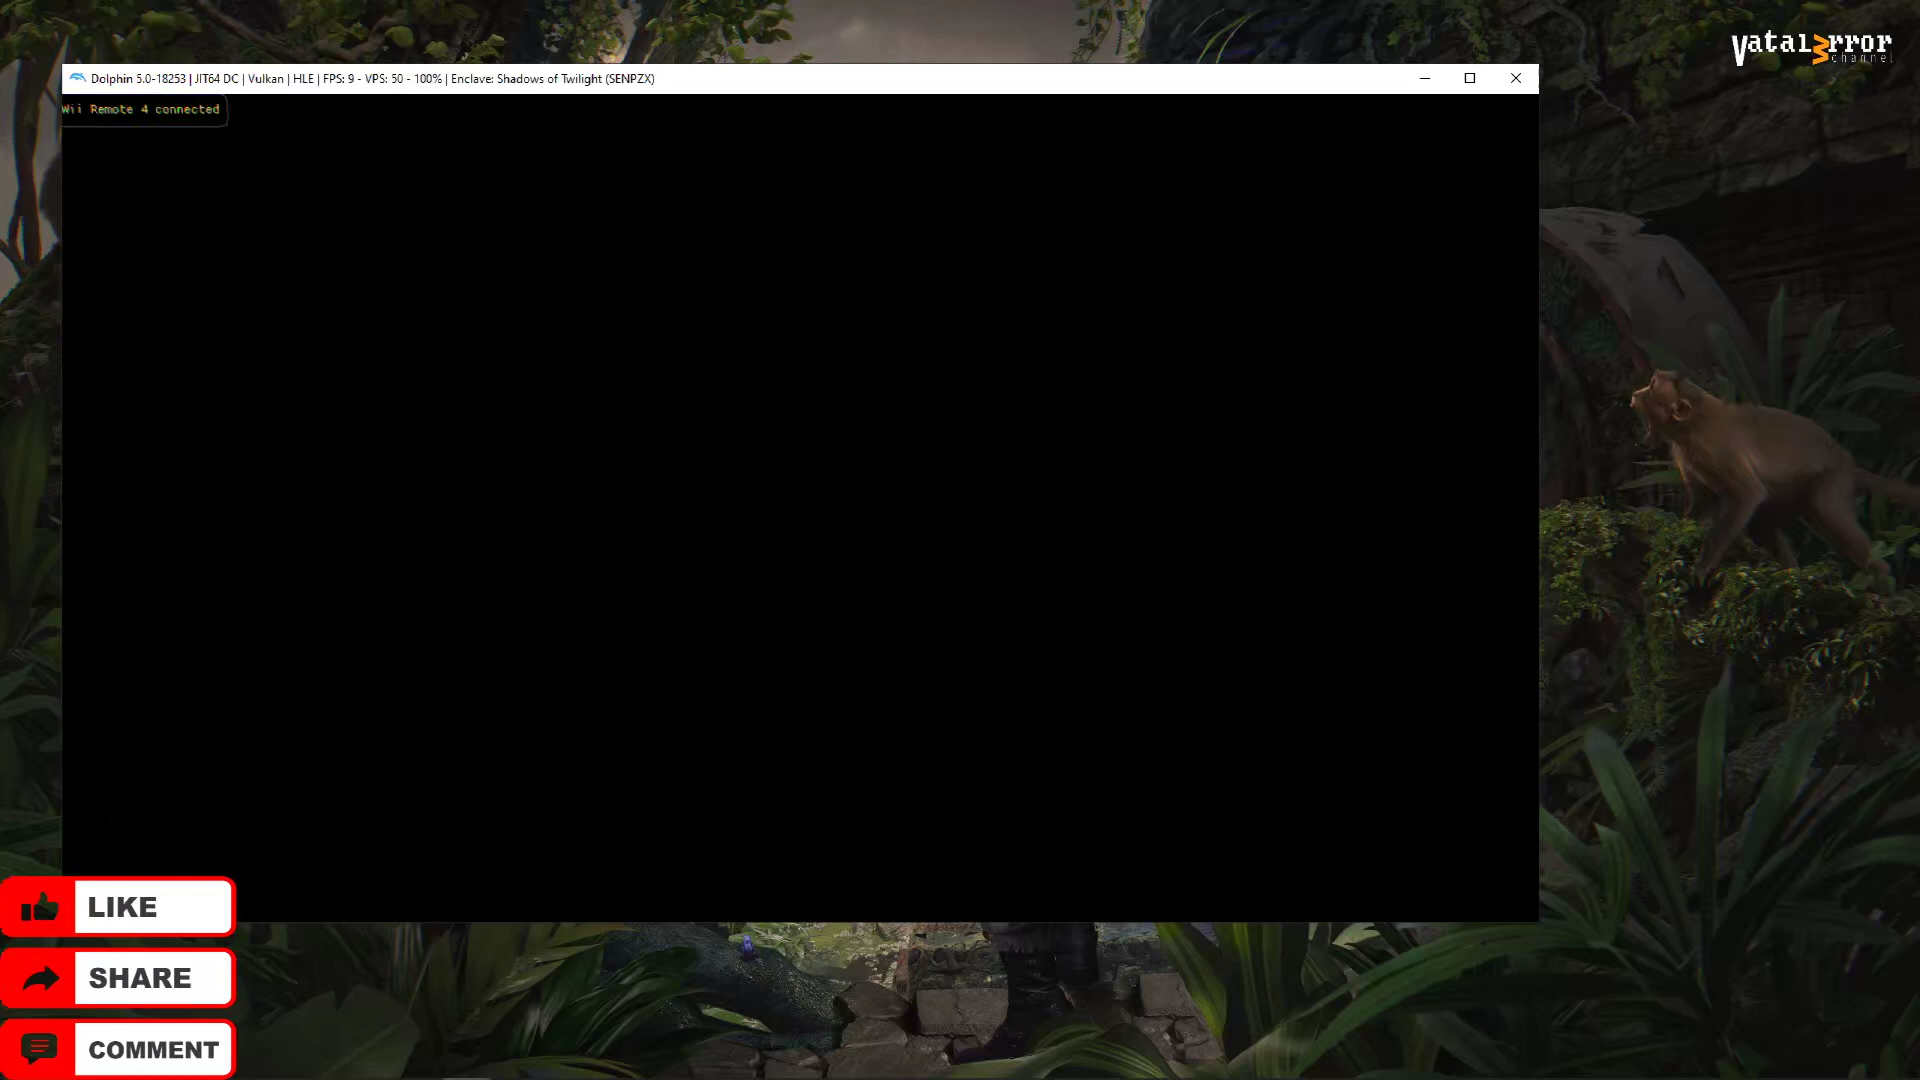 Vatal3rror
channel
Dolphin 5.0-18253 | JIT64 DC | Vulkan | HLE | FPS: 9 - VPS: 50 - 100% | Enclave: Shadows of Twilight (SENPZX)
Wii Remote 4 connected
LIKE
SHARE
COMMENT